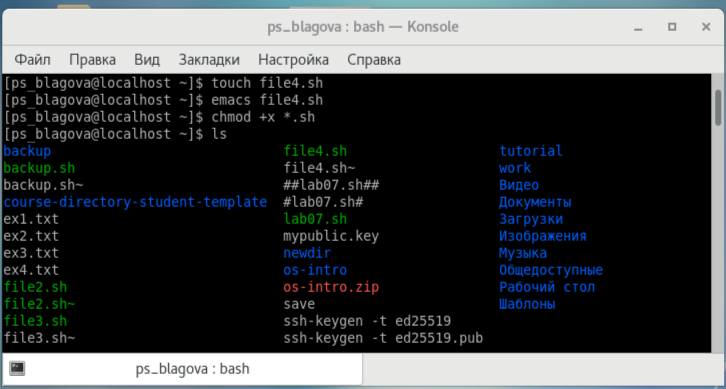 ps_blagova : bash — Konsole
Файл Правка Вид Закладки Настройка Справка
[ps_blagova@localhost ~]$ touch file4.sh
[ps_blagova@localhost ~]$ emacs file4.sh
[ps_blagova@localhost ~]$ chmod +x *.sh
[ps_blagova@localhost ~]$ ls
backup file4.sh tutorial
backup.sh file4.sh~ work
backup.sh~ ##lab07.sh## Видео
course-directory-student-template #lab07.sh# Документы
ex1.txt lab07.sh Загрузки
ex2.txt mypublic.key Изображения
ex3.txt newdir Музыка
ex4.txt os-intro Общедоступные
file2.sh os-intro.zip Рабочий стол
file2.sh~ save Шаблоны
file3.sh ssh-keygen -t ed25519
file3.sh~ ssh-keygen -t ed25519.pub
ps_blagova : bash